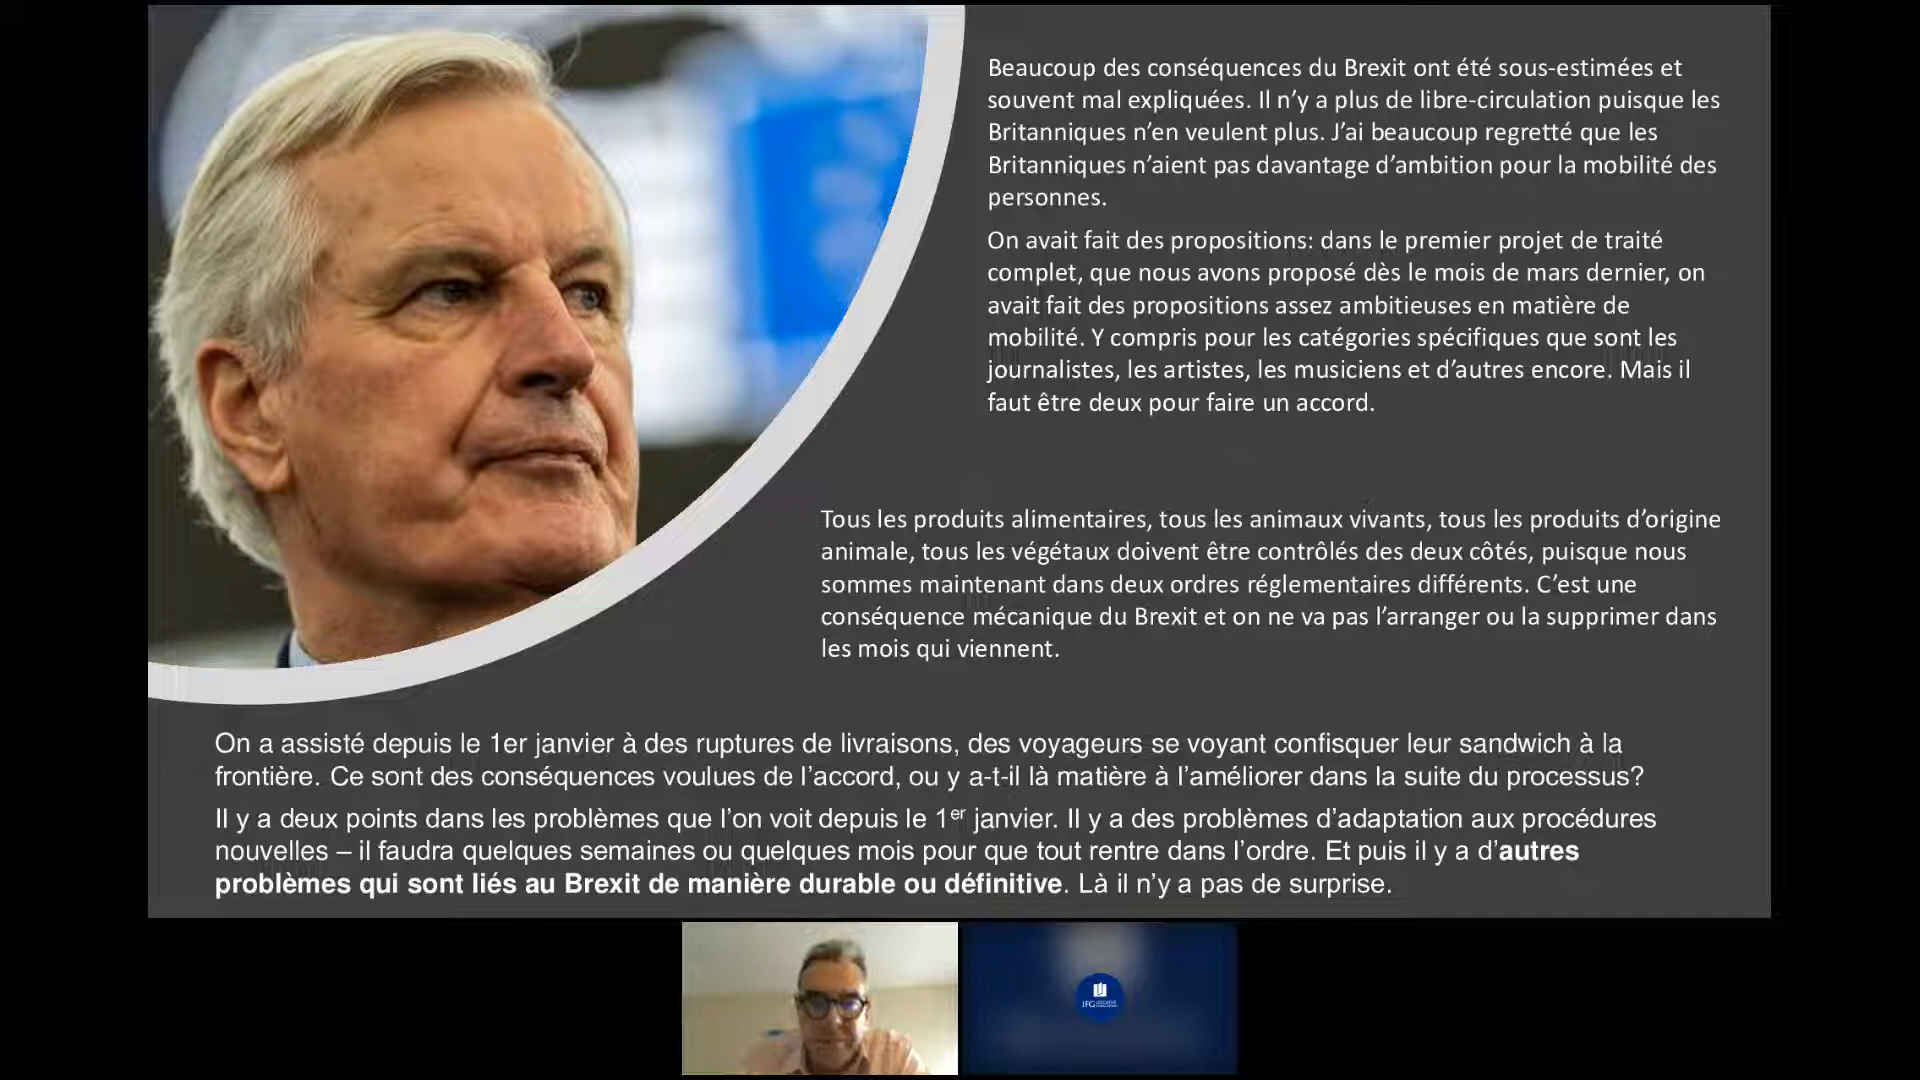 Beaucoup des conséquences du Brexit ont été sous-estimées et
souvent mal expliquées. Il n’y a plus de libre-circulation puisque les
Britanniques n’en veulent plus. J’ai beaucoup regretté que les
Britanniques n’aient pas davantage d’ambition pour la mobilité des
personnes.
On avait fait des propositions: dans le premier projet de traité
complet, que nous avons proposé dès le mois de mars dernier, on
avait fait des propositions assez ambitieuses en matière de
mobilité. Y compris pour les catégories spécifiques que sont les
journalistes, les artistes, les musiciens et d’autres encore. Mais il
faut être deux pour faire un accord.
Tous les produits alimentaires, tous les animaux vivants, tous les produits d’origine
animale, tous les végétaux doivent être contrôlés des deux côtés, puisque nous
sommes maintenant dans deux ordres réglementaires différents. C’est une
conséquence mécanique du Brexit et on ne va pas l’arranger ou la supprimer dans
les mois qui viennent.
On a assisté depuis le 1er janvier à des ruptures de livraisons, des voyageurs se voyant confisquer leur sandwich à la
frontière. Ce sont des conséquences voulues de l’accord, ou y a-t-il là matière à l’améliorer dans la suite du processus?
Il y a deux points dans les problèmes que l’on voit depuis le 1er janvier. Il y a des problèmes d’adaptation aux procédures
nouvelles – il faudra quelques semaines ou quelques mois pour que tout rentre dans l’ordre. Et puis il y a d’autres
problèmes qui sont liés au Brexit de manière durable ou définitive. Là il n’y a pas de surprise.
JFG